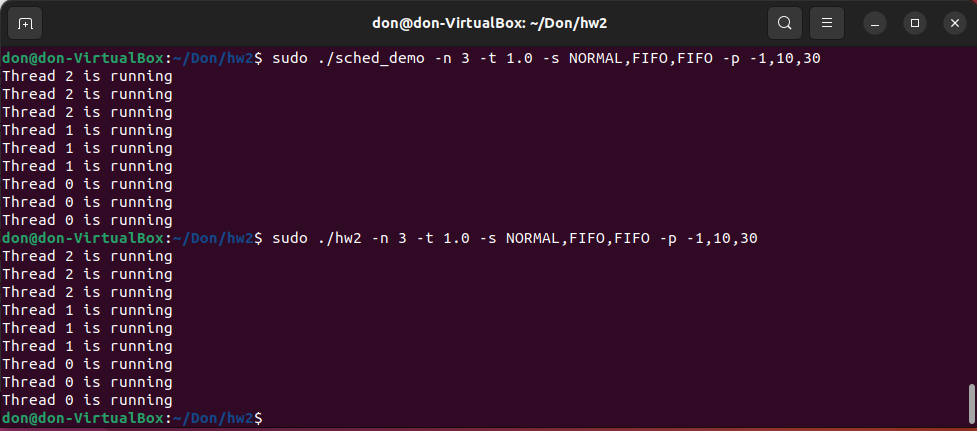 don@don-VirtualBox: ~/Don/hw2
don@don-VirtualBox:~/Don/hw2$ sudo ./sched_demo -n 3 -t 1.0 -s NORMAL,FIFO,FIFO -p -1,10,30
Thread 2 is running
Thread 2 is running
Thread 2 is running
Thread 1 is running
Thread 1 is running
Thread 1 is running
Thread 0 is running
Thread 0 is running
Thread 0 is running
don@don-VirtualBox:~/Don/hw2$ sudo ./hw2 -n 3 -t 1.0 -s NORMAL,FIFO,FIFO -p -1,10,30
Thread 2 is running
Thread 2 is running
Thread 2 is running
Thread 1 is running
Thread 1 is running
Thread 1 is running
Thread 0 is running
Thread 0 is running
Thread 0 is running
don@don-VirtualBox:~/Don/hw2$